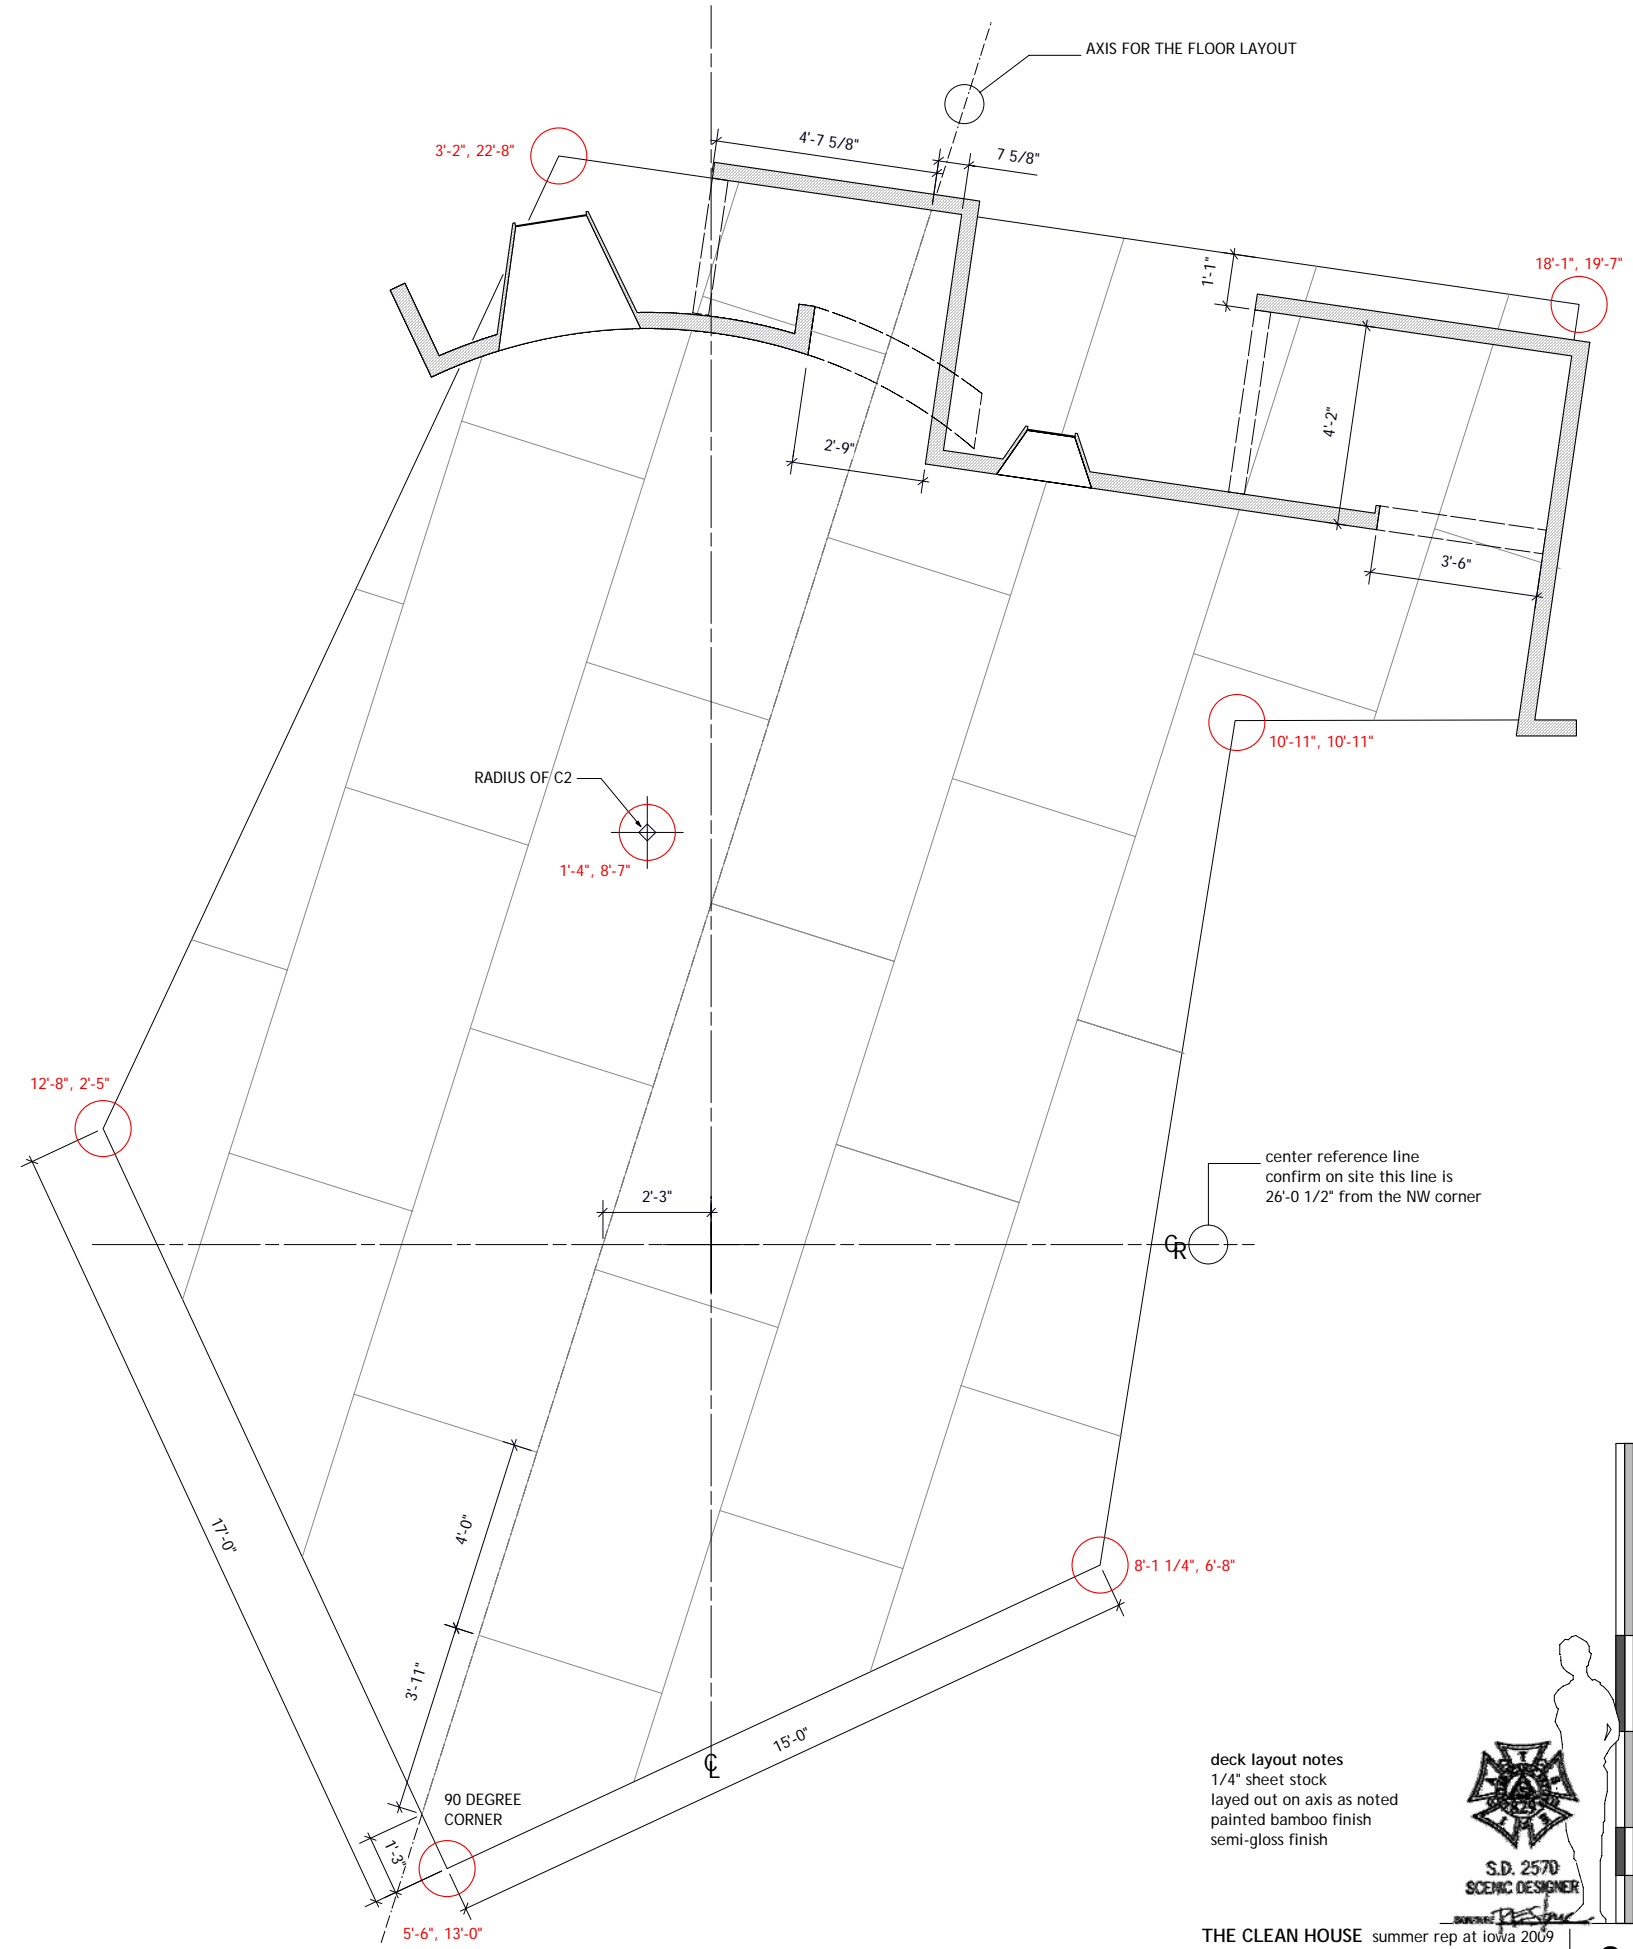 AXIS FOR THE FLOOR LAYOUT
3'-2", 22'-8"
4'-7 5/8"
7 5/8"
18'-1", 19'-7"
1'-1"
4'-2"
2'-9"
3'-6"
10'-11", 10'-11"
RADIUS OF C2
1'-4", 8'-7"
12'-8", 2'-5"
center reference line
confirm on site this line is
26'-0 1/2" from the NW corner
2'-3"
CR
17'-0"
4'-0"
8'-1 1/4", 6'-8"
3'-11"
15'-0"
CL
90 DEGREE
CORNER
1'-3"
5'-6", 13'-0"
deck layout notes
1/4" sheet stock
layed out on axis as noted
painted bamboo finish
semi-gloss finish
829
S.D. 2570
SCENIC DESIGNER
THE CLEAN HOUSE summer rep at iowa 2009